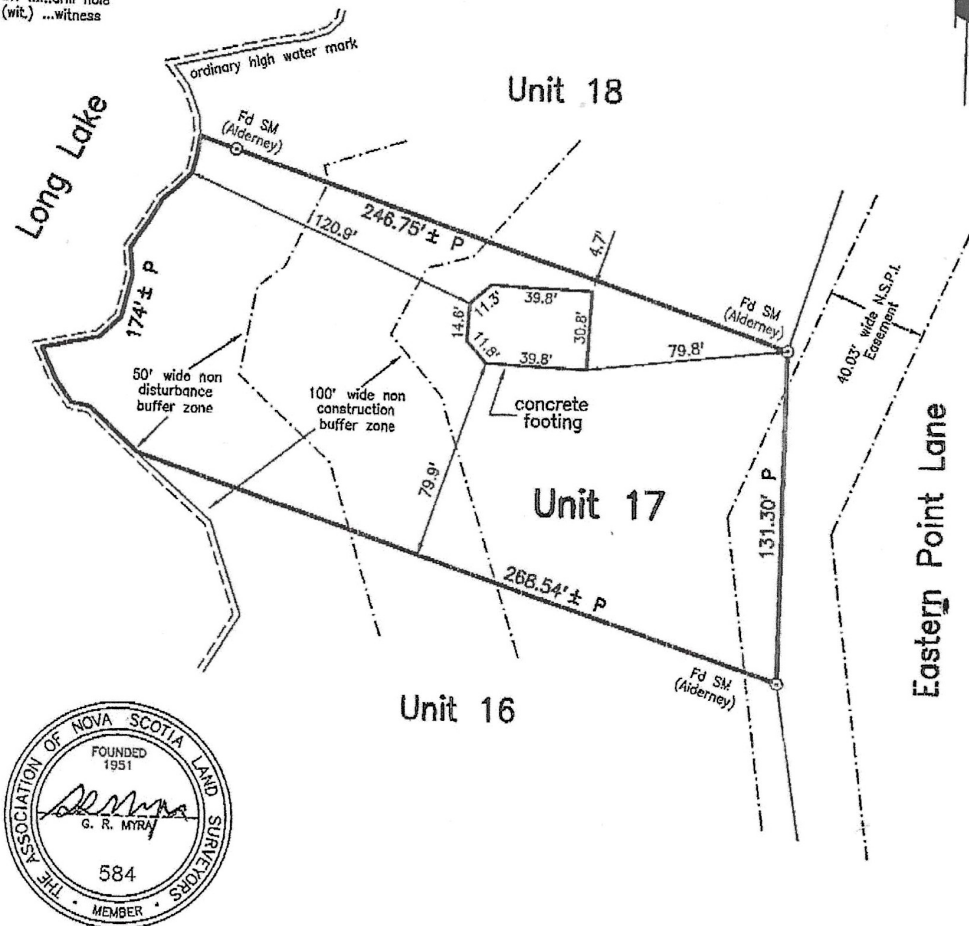 (wit.) ...witness
ordinary high water mark
Unit 18
Long Lake
Fd SM
(Alderney)
246.75' ± P
120.9'
174' ± P
4.7'
39.8'
11.3'
14.6'
30.8'
11.8'
39.8'
79.8'
Fd SM
(Alderney)
40.03' wide N.S.P.I.
Easement
50' wide non
disturbance
buffer zone
100' wide non
construction
buffer zone
concrete
footing
79.9'
Unit 17
131.30' P
Eastern Point Lane
268.54' ± P
Fd SM
(Alderney)
Unit 16
THE ASSOCIATION OF NOVA SCOTIA LAND SURVEYORS
FOUNDED
1951
G. R. MYRA
584
MEMBER